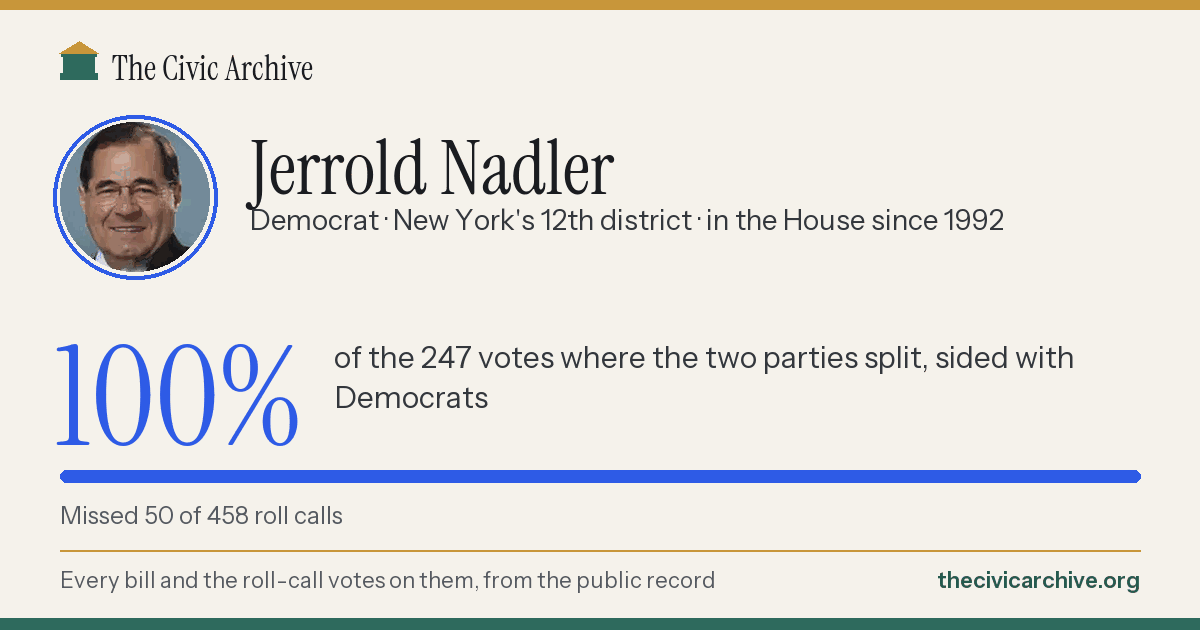 The Civic Archive
Jerrold Nadler
Democrat · New York's 12th district · in the House since 1992
100%
of the 247 votes where the two parties split, sided with
Democrats
Missed 50 of 458 roll calls
Every bill and the roll-call votes on them, from the public record
thecivicarchive.org